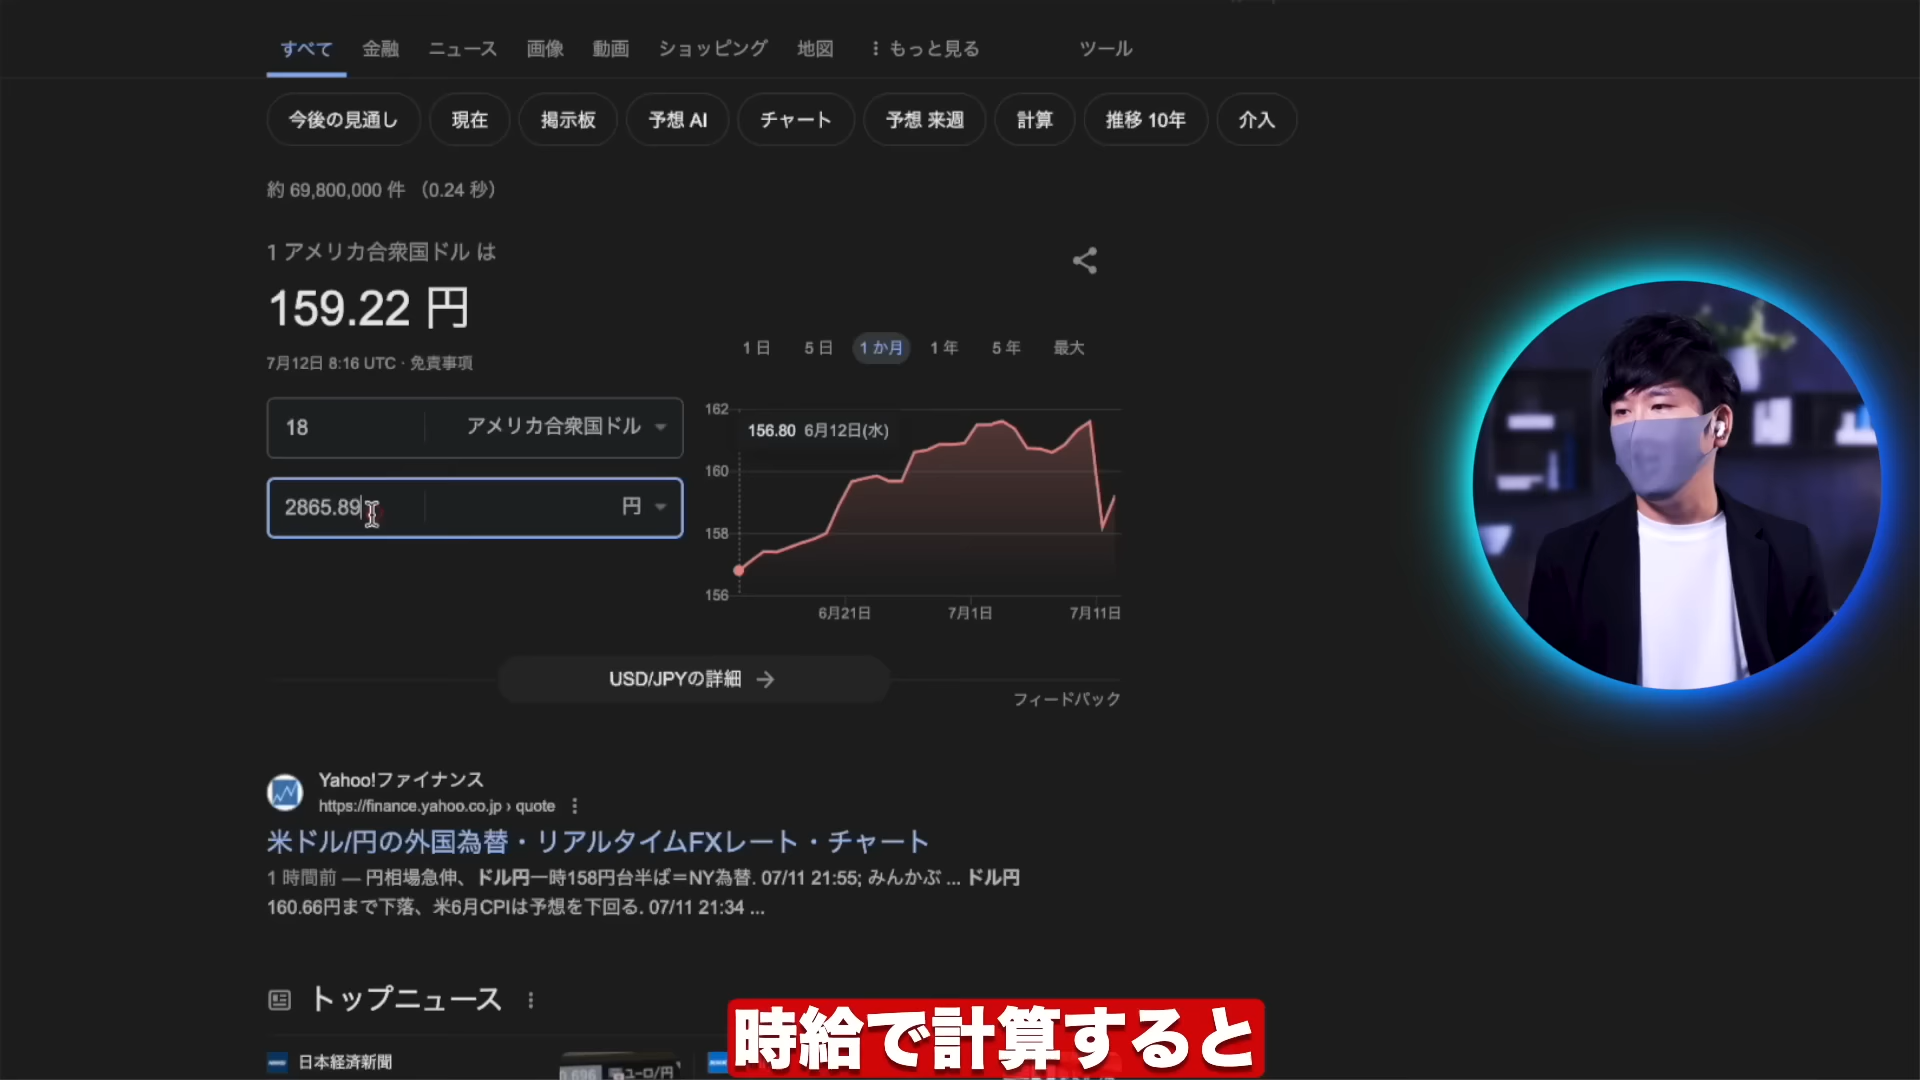 すべて 金融 ニュース 画像 動画 ショッピング 地図 もっと見る ツール
今後の見通し 現在 掲示板 予想 AI チャート 予想 来週 計算 推移 10年 介入
約 69,800,000 件 （0.24 秒）
1 アメリカ合衆国ドル は
159.22 円
7月12日 8:16 UTC · 免責事項
18 アメリカ合衆国ドル
2865.89 円
1 日 5 日 1 か月 1 年 5 年 最大
162
156.80 6月12日(水)
160
158
156
6月21日 7月1日 7月11日
USD/JPYの詳細
フィードバック
Yahoo!ファイナンス
https://finance.yahoo.co.jp › quote
米ドル/円の外国為替・リアルタイムFXレート・チャート
1 時間前 — 円相場急伸、ドル円一時158円台半ば＝NY為替. 07/11 21:55; みんかぶ ... ドル円
160.66円まで下落、米6月CPIは予想を下回る. 07/11 21:34 ...
トップニュース
日本経済新聞
ユーロ/円
時給で計算すると